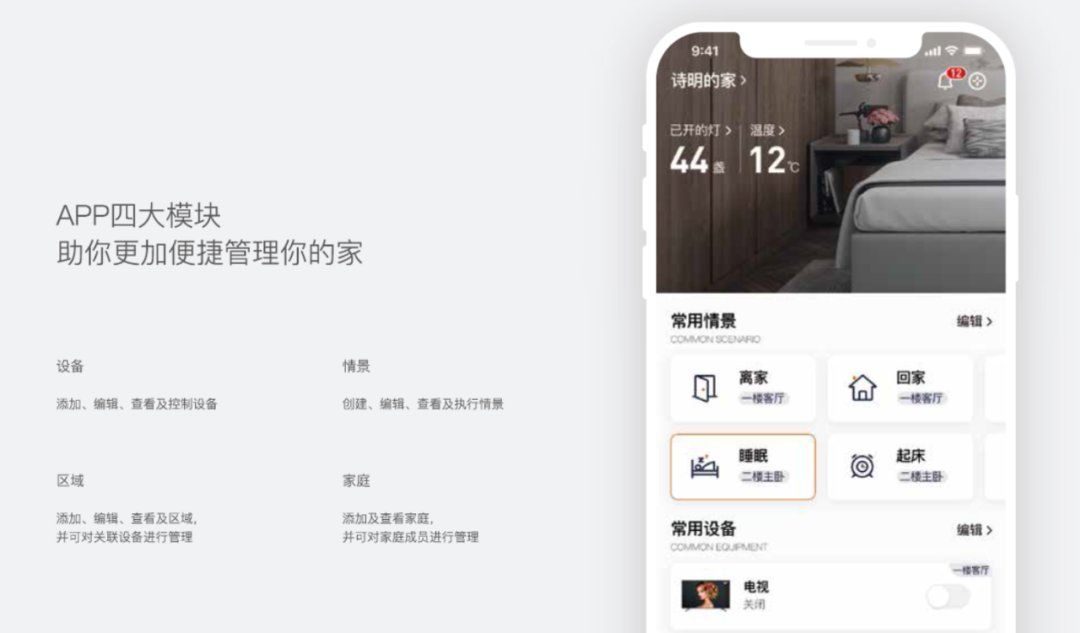 APP四大模块
助你更加便捷管理你的家
设备
添加、编辑、查看及控制设备
情景
创建、编辑、查看及执行情景
区域
添加、编辑、查看及区域，
并可对关联设备进行管理
家庭
添加及查看家庭，
并可对家庭成员进行管理
9:41
诗明的家
12
已开的灯 温度
44盏 12℃
常用情景 编辑
COMMON SCENARIO
离家
一楼客厅
回家
一楼客厅
睡眠
二楼主卧
起床
二楼主卧
常用设备 编辑
COMMON EQUIPMENT
一楼客厅
电视
关闭